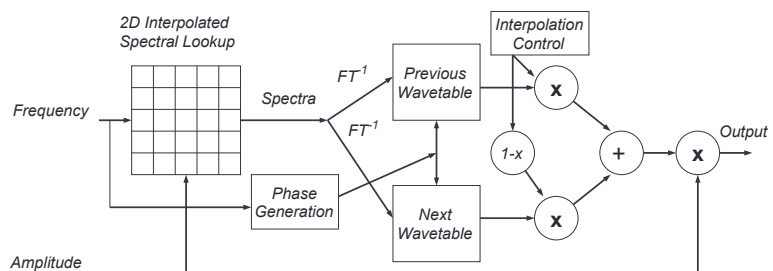 2D Interpolated
Spectral Lookup
Interpolation
Control
FT-1
Previous
Wavetable
x
Frequency
Spectra
FT-1
1-x
+
x
Output
Phase
Generation
Next
Wavetable
x
Amplitude